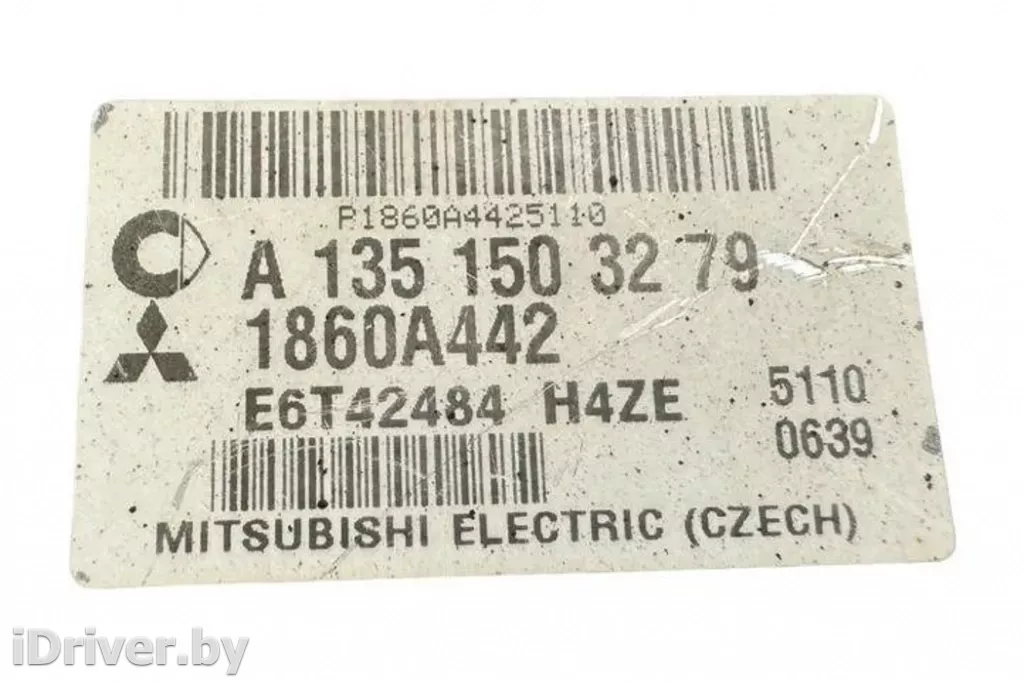 P1860A4425110
A 135 150 32 79
1860A442
E6T42484 H4ZE
5110
0639
MITSUBISHI ELECTRIC (CZECH)
iDriver.by